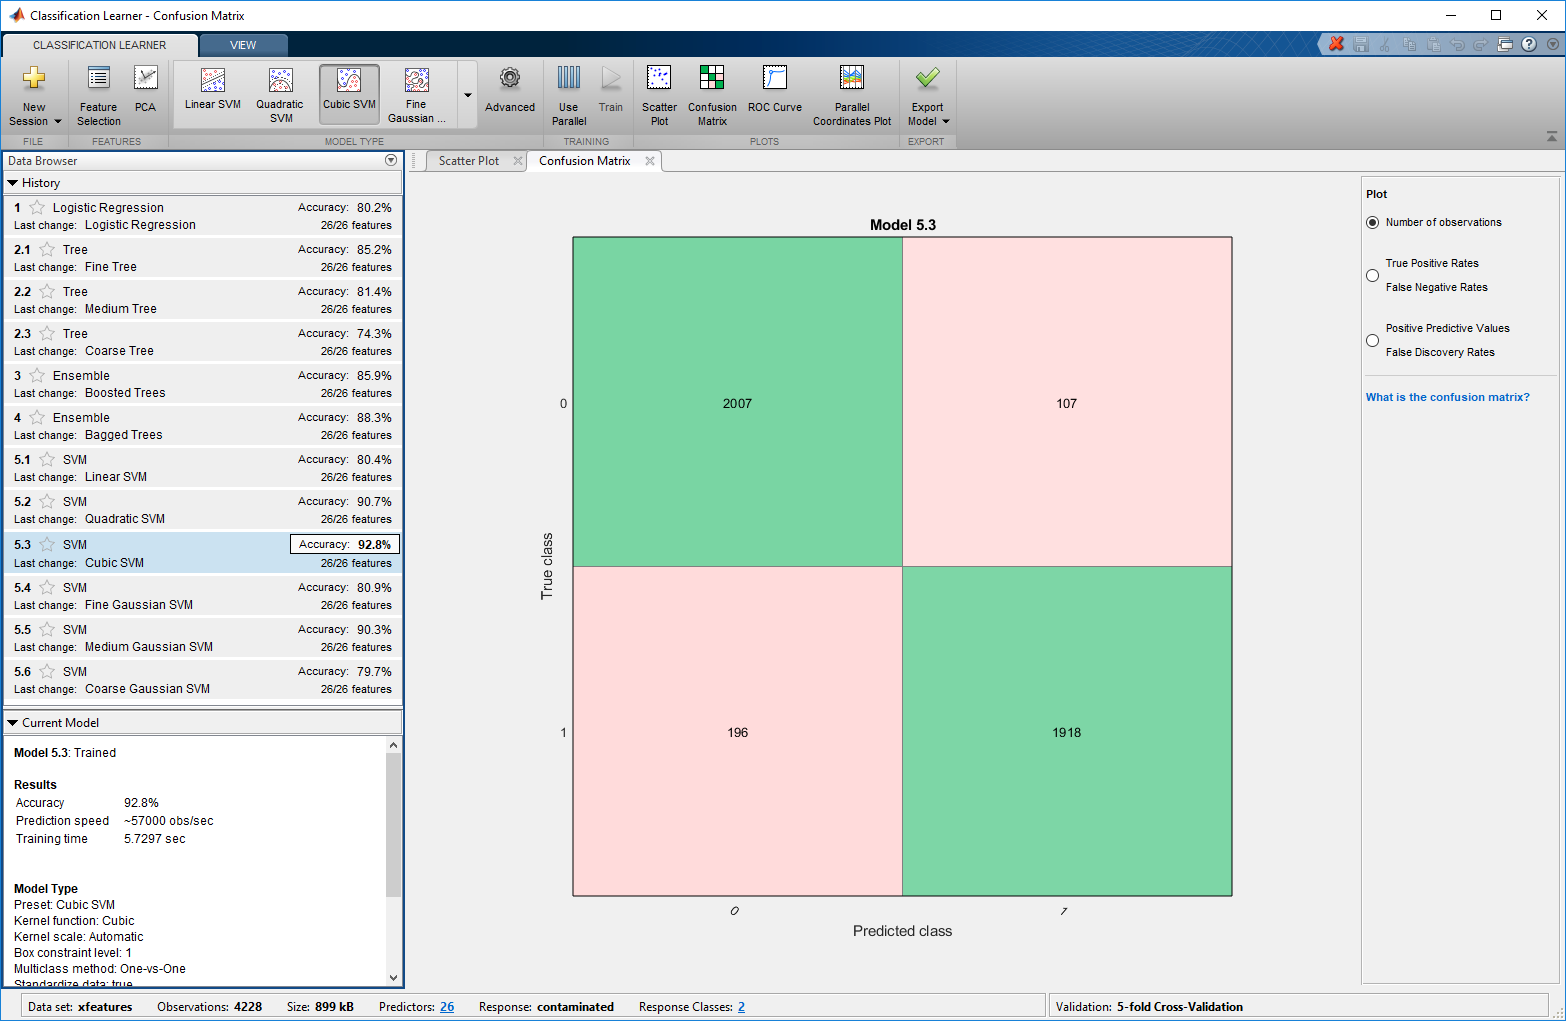 Classification Learner - Confusion Matrix
CLASSIFICATION LEARNER
VIEW
New Session
Feature Selection
PCA
Linear SVM
Quadratic SVM
Cubic SVM
Fine Gaussian ...
Advanced
Use Parallel
Train
Scatter Plot
Confusion Matrix
ROC Curve
Parallel Coordinates Plot
Export Model
FILE
FEATURES
MODEL TYPE
TRAINING
PLOTS
EXPORT
Data Browser
History
1 Logistic Regression Accuracy: 80.2%
Last change: Logistic Regression 26/26 features
2.1 Tree Accuracy: 85.2%
Last change: Fine Tree 26/26 features
2.2 Tree Accuracy: 81.4%
Last change: Medium Tree 26/26 features
2.3 Tree Accuracy: 74.3%
Last change: Coarse Tree 26/26 features
3 Ensemble Accuracy: 85.9%
Last change: Boosted Trees 26/26 features
4 Ensemble Accuracy: 88.3%
Last change: Bagged Trees 26/26 features
5.1 SVM Accuracy: 80.4%
Last change: Linear SVM 26/26 features
5.2 SVM Accuracy: 90.7%
Last change: Quadratic SVM 26/26 features
5.3 SVM Accuracy: 92.8%
Last change: Cubic SVM 26/26 features
5.4 SVM Accuracy: 80.9%
Last change: Fine Gaussian SVM 26/26 features
5.5 SVM Accuracy: 90.3%
Last change: Medium Gaussian SVM 26/26 features
5.6 SVM Accuracy: 79.7%
Last change: Coarse Gaussian SVM 26/26 features
Current Model
Model 5.3: Trained
Results
Accuracy 92.8%
Prediction speed ~57000 obs/sec
Training time 5.7297 sec
Model Type
Preset: Cubic SVM
Kernel function: Cubic
Kernel scale: Automatic
Box constraint level: 1
Multiclass method: One-vs-One
Standardize data: true
Scatter Plot
Confusion Matrix
Model 5.3
0
2007
107
True class
1
196
1918
0
1
Predicted class
Plot
Number of observations
True Positive Rates
False Negative Rates
Positive Predictive Values
False Discovery Rates
What is the confusion matrix?
Data set: xfeatures Observations: 4228 Size: 899 kB Predictors: 26 Response: contaminated Response Classes: 2
Validation: 5-fold Cross-Validation